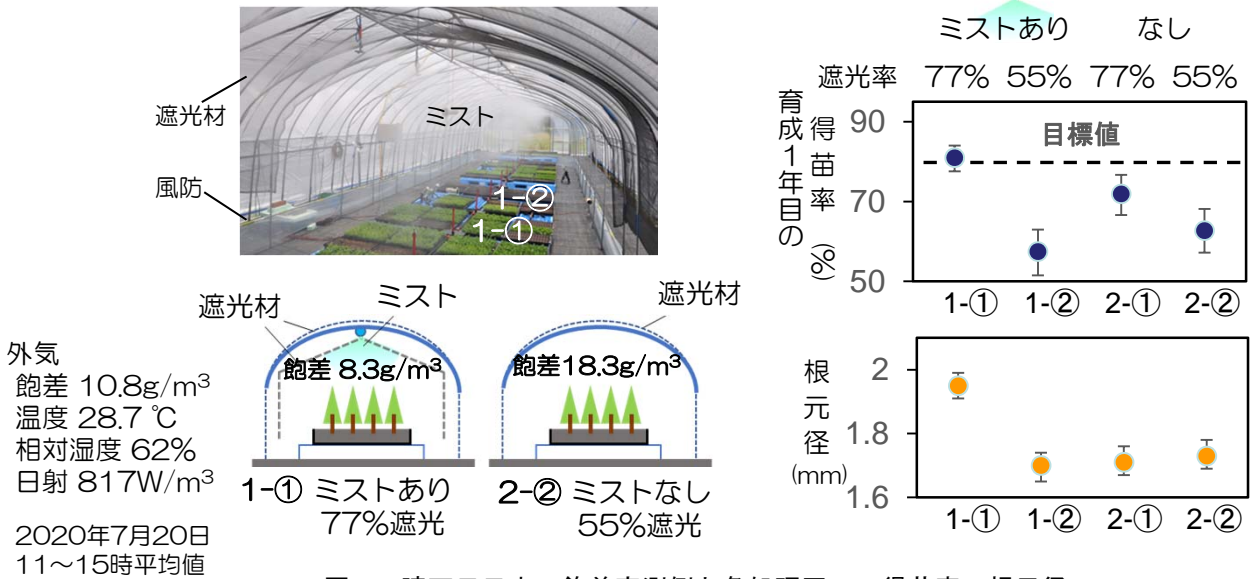 遮光材
風防
ミスト
1-②
1-①
遮光材
ミスト
遮光材
外気
飽差 10.8g/m³
温度 28.7 ℃
相対湿度 62%
日射 817W/m³
2020年7月20日
11～15時平均値
飽差 8.3g/m³
飽差18.3g/m³
1-① ミストあり
77%遮光
2-② ミストなし
55%遮光
ミストあり なし
遮光率 77% 55% 77% 55%
育成1年目の
得苗率 (%)
90
70
50
目標値
1-① 1-② 2-① 2-②
根元径
(mm)
2
1.8
1.6
1-① 1-② 2-① 2-②